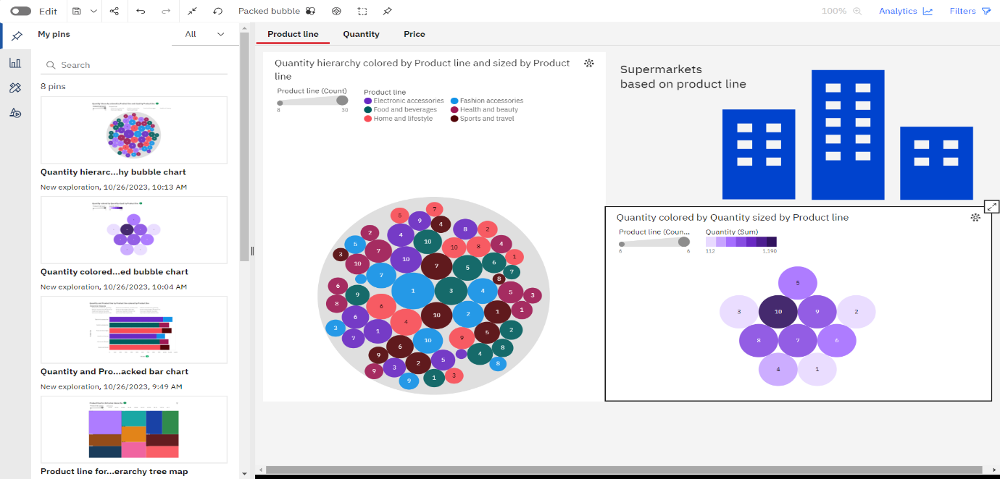 Edit
Packed bubble
100%
Analytics
Filters
My pins
All
Search
8 pins
Quantity hierarc...hy bubble chart
New exploration, 10/26/2023, 10:13 AM
Quantity colored...ed bubble chart
New exploration, 10/26/2023, 10:04 AM
Quantity and Pro...acked bar chart
New exploration, 10/26/2023, 9:49 AM
Product line for...erarchy tree map
Product line
Quantity
Price
Quantity hierarchy colored by Product line and sized by Product
line
Product line (Count)
8
30
Product line
Electronic accessories
Fashion accessories
Food and beverages
Health and beauty
Home and lifestyle
Sports and travel
7
5
9
4
8
2
2
4
10
5
10
8
4
3
7
1
10
10
7
5
6
7
7
8
6
1
3
4
5
3
9
8
6
1
6
10
2
1
4
3
1
5
2
7
9
10
6
8
9
5
4
3
2
8
9
1
3
9
Supermarkets
based on product line
Quantity colored by Quantity sized by Product line
Product line (Coun...
6
6
Quantity (Sum)
112
1,190
5
3
10
9
2
8
7
6
4
1